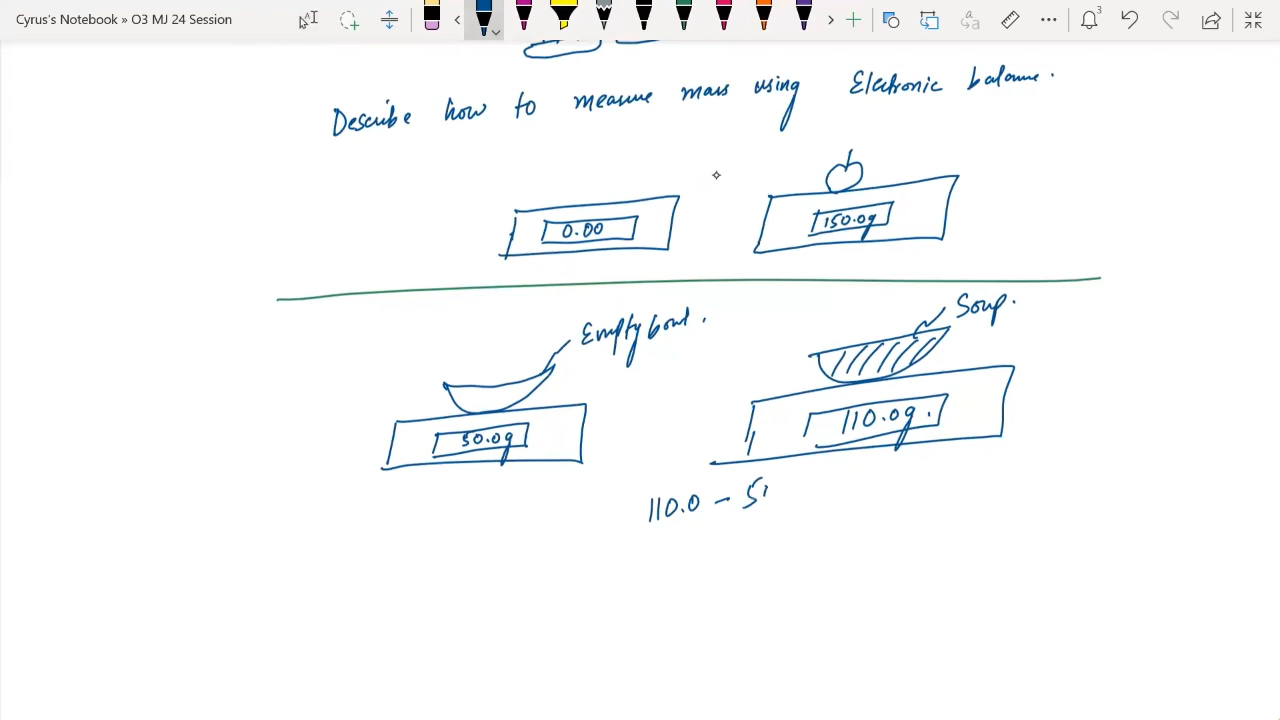 Cyrus's Notebook » O3 MJ 24 Session
3
Describe how to measure mass using Electronic balance.
0.00
150.0g
Empty bowl.
Soup.
50.0g
110.0g.
110.0 -